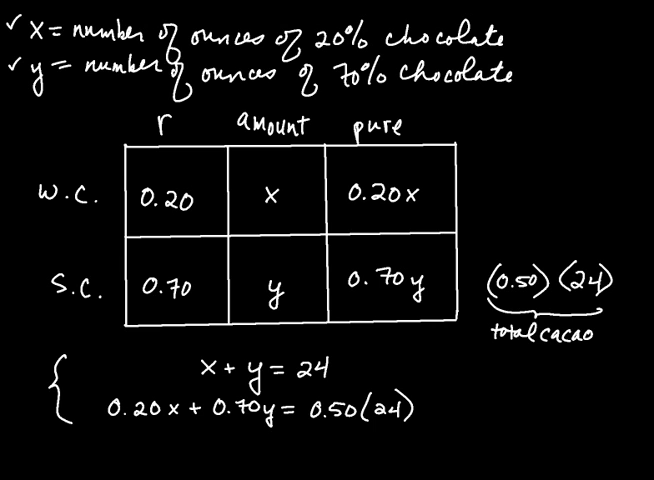 ✓ x = number of ounces of 20% chocolate
✓ y = number of ounces of 70% chocolate
r amount pure
W.C. 0.20 x 0.20x
S.C. 0.70 y 0.70y (0.50)(24)
total cacao
x + y = 24
0.20x + 0.70y = 0.50(24)